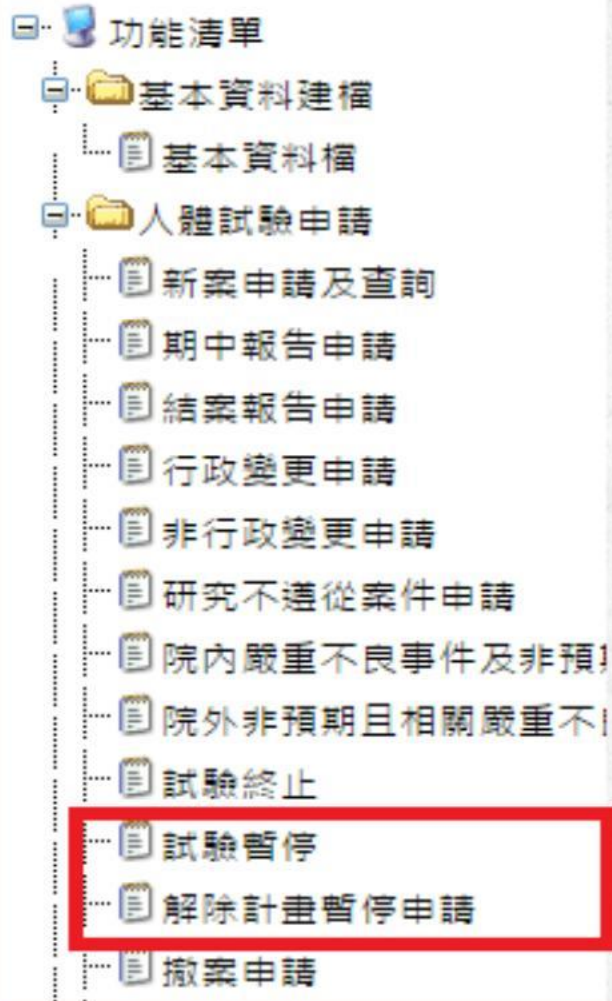 功能清單
基本資料建檔
基本資料檔
人體試驗申請
新案申請及查詢
期中報告申請
結案報告申請
行政變更申請
非行政變更申請
研究不遵從案件申請
院內嚴重不良事件及非預
院外非預期且相關嚴重不
試驗終止
試驗暫停
解除計畫暫停申請
撤案申請